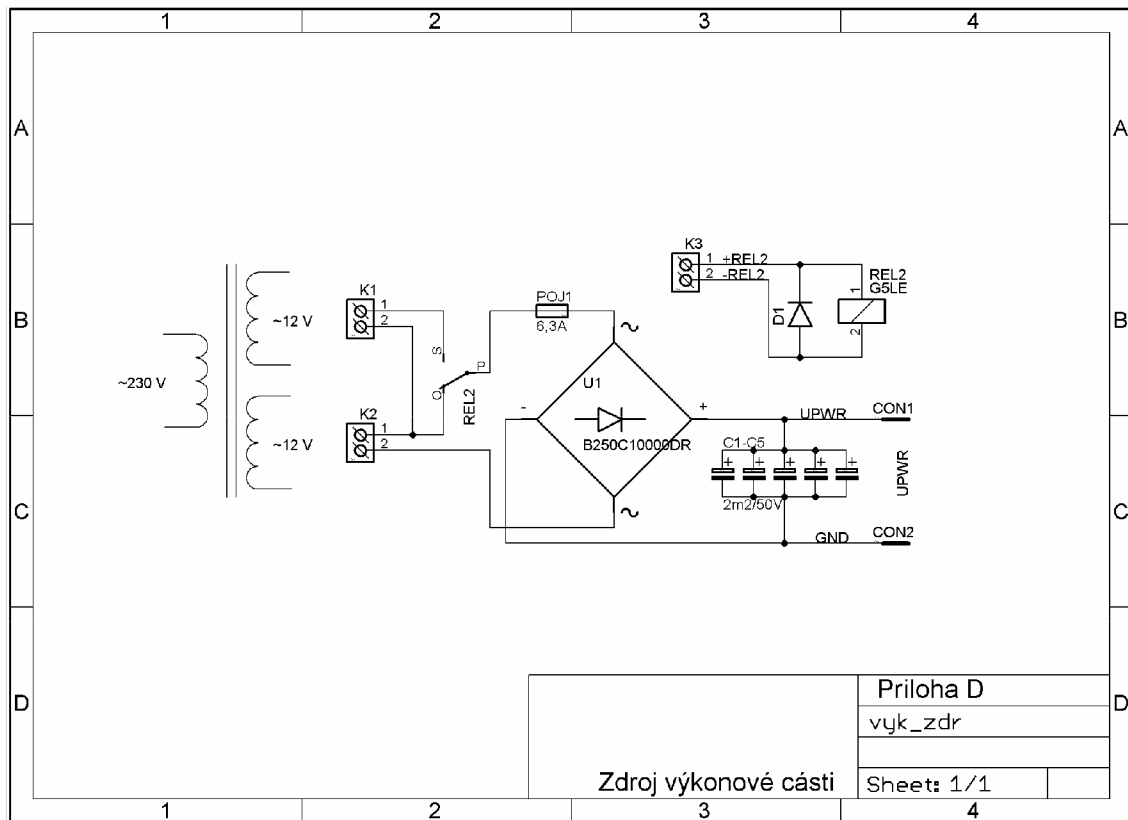 1 2 3 4
A A
K3
1 +REL2
2 -REL2
REL2
G5LE
1
2
D1
B B
~12 V
K1
1
2
POJ1
6,3A
~
S
P
O
REL2
U1
~230 V
- +
B250C10000DR
UPWR CON1
K2
1
2
~12 V
C1-C5
+ + + + +
2m2/50V
UPWR
~
C C
GND CON2
D D
Priloha D
vyk_zdr
Zdroj výkonové cásti
Sheet: 1/1
1 2 3 4